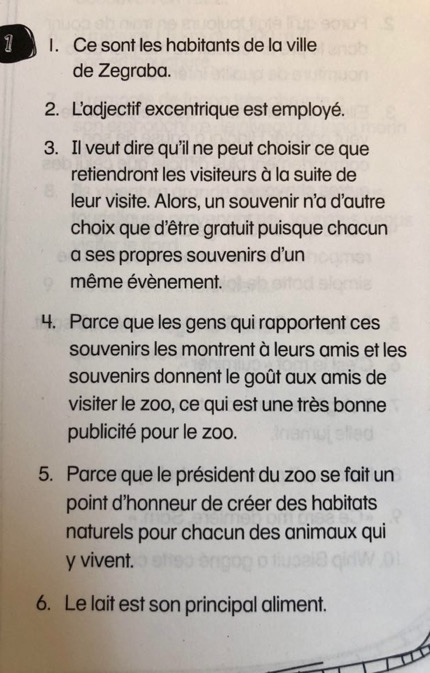 1
1. Ce sont les habitants de la ville
de Zegraba.
2. L'adjectif excentrique est employé.
3. Il veut dire qu'il ne peut choisir ce que
retiendront les visiteurs à la suite de
leur visite. Alors, un souvenir n'a d'autre
choix que d'être gratuit puisque chacun
a ses propres souvenirs d'un
même évènement.
4. Parce que les gens qui rapportent ces
souvenirs les montrent à leurs amis et les
souvenirs donnent le goût aux amis de
visiter le zoo, ce qui est une très bonne
publicité pour le zoo.
5. Parce que le président du zoo se fait un
point d'honneur de créer des habitats
naturels pour chacun des animaux qui
y vivent.
6. Le lait est son principal aliment.